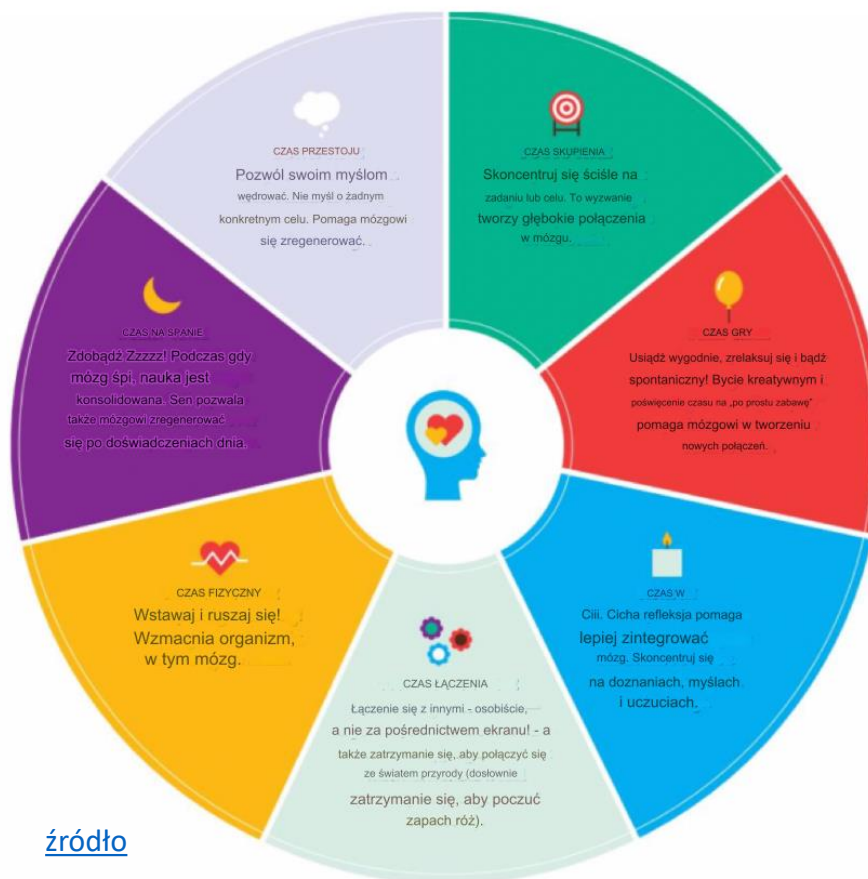 CZAS PRZESTOJU
Pozwól swoim myślom
wędrować. Nie myśl o żadnym
konkretnym celu. Pomaga mózgowi
się zregenerować.
CZAS SKUPIENIA
Skoncentruj się ściśle na
zadaniu lub celu. To wyzwanie
tworzy głębokie połączenia
w mózgu.
CZAS NA SPANIE
Zdobądź Zzzzz! Podczas gdy
mózg śpi, nauka jest
konsolidowana. Sen pozwala
także mózgowi zregenerować
się po doświadczeniach dnia.
CZAS GRY
Usiądź wygodnie, zrelaksuj się i bądź
spontaniczny! Bycie kreatywnym i
poświęcenie czasu na „po prostu zabawę”
pomaga mózgowi w tworzeniu
nowych połączeń.
CZAS FIZYCZNY
Wstawaj i ruszaj się!
Wzmacnia organizm,
w tym mózg.
CZAS W
Ciii. Cicha refleksja pomaga
lepiej zintegrować
mózg. Skoncentruj się
na doznaniach, myślach
i uczuciach.
CZAS ŁĄCZENIA
Łączenie się z innymi - osobiście,
a nie za pośrednictwem ekranu! - a
także zatrzymanie się, aby połączyć się
ze światem przyrody (dosłownie
zatrzymanie się, aby poczuć
zapach róż).
źródło